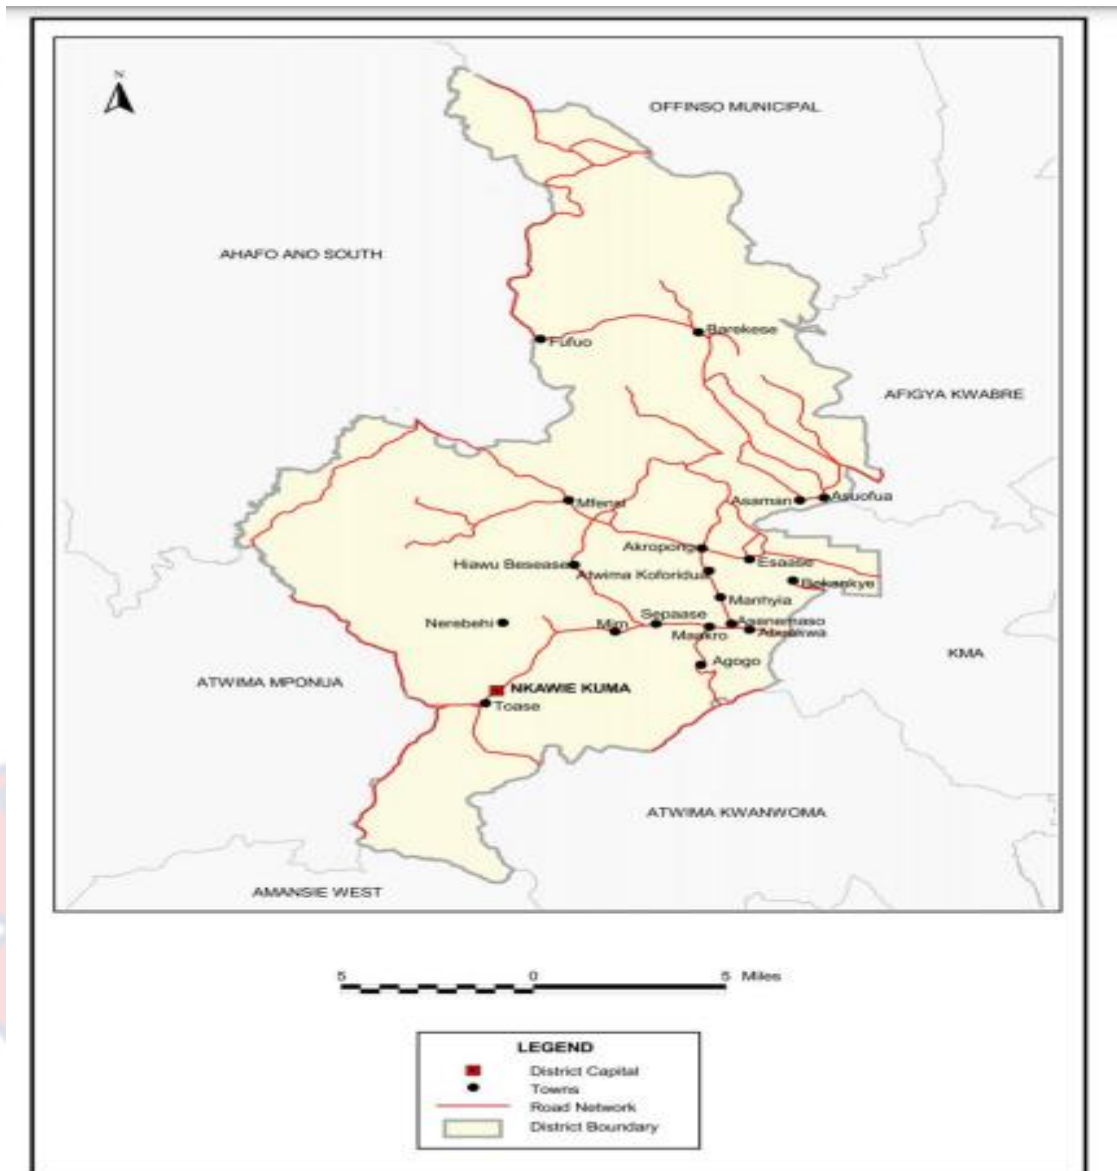 N
OFFINSO MUNICIPAL
AHAFO ANO SOUTH
Barekese
Fufuo
AFIGYA KWABRE
Mfensi
Asaman
Asuofua
Akropong
Esaase
Hiawu Besease
Atwima Koforidua
Bokankye
Manhyia
Sepaase
Nerebehi
Mim
Maakro
Agenemaso
Abuakwa
KMA
Agogo
ATWIMA MPONUA
NKAWIE KUMA
Toase
ATWIMA KWANWOMA
AMANSIE WEST
5 0 5 Miles
LEGEND
District Capital
Towns
Road Network
District Boundary